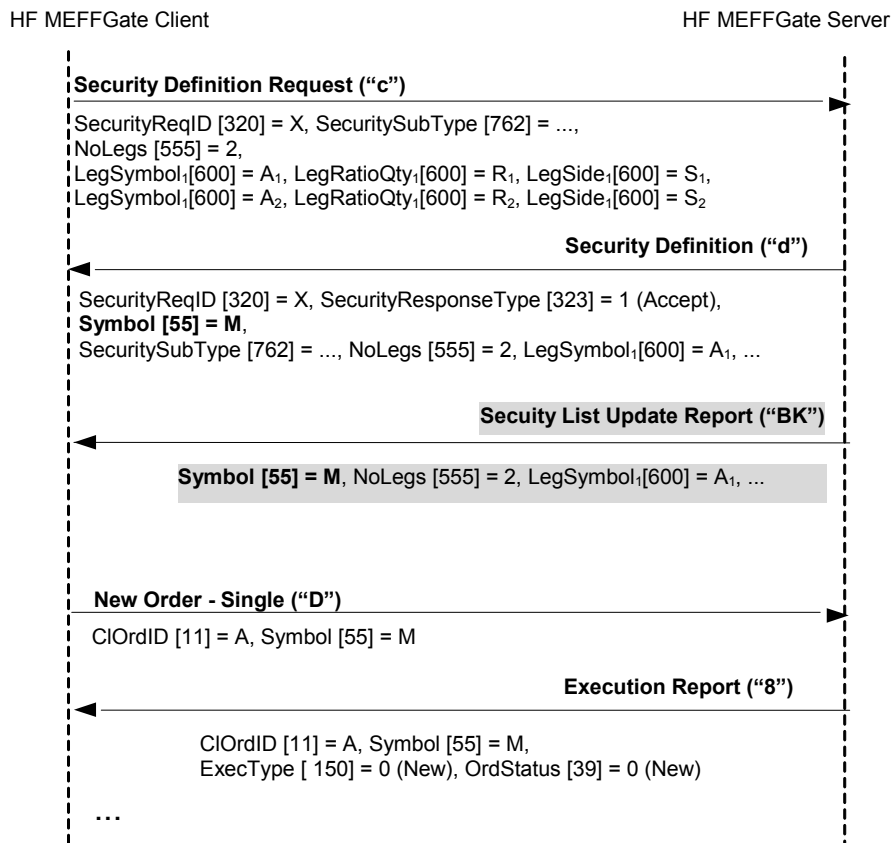 HF MEFFGate Client
HF MEFFGate Server
Security Definition Request (“c”)
SecurityReqID [320] = X, SecuritySubType [762] = ...,
NoLegs [555] = 2,
LegSymbol₁[600] = A₁, LegRatioQty₁[600] = R₁, LegSide₁[600] = S₁,
LegSymbol₁[600] = A₂, LegRatioQty₁[600] = R₂, LegSide₁[600] = S₂
Security Definition (“d”)
SecurityReqID [320] = X, SecurityResponseType [323] = 1 (Accept),
Symbol [55] = M,
SecuritySubType [762] = ..., NoLegs [555] = 2, LegSymbol₁[600] = A₁, ...
Secuity List Update Report (“BK”)
Symbol [55] = M, NoLegs [555] = 2, LegSymbol₁[600] = A₁, ...
New Order - Single (“D”)
ClOrdID [11] = A, Symbol [55] = M
Execution Report (“8”)
ClOrdID [11] = A, Symbol [55] = M,
ExecType [ 150] = 0 (New), OrdStatus [39] = 0 (New)
...